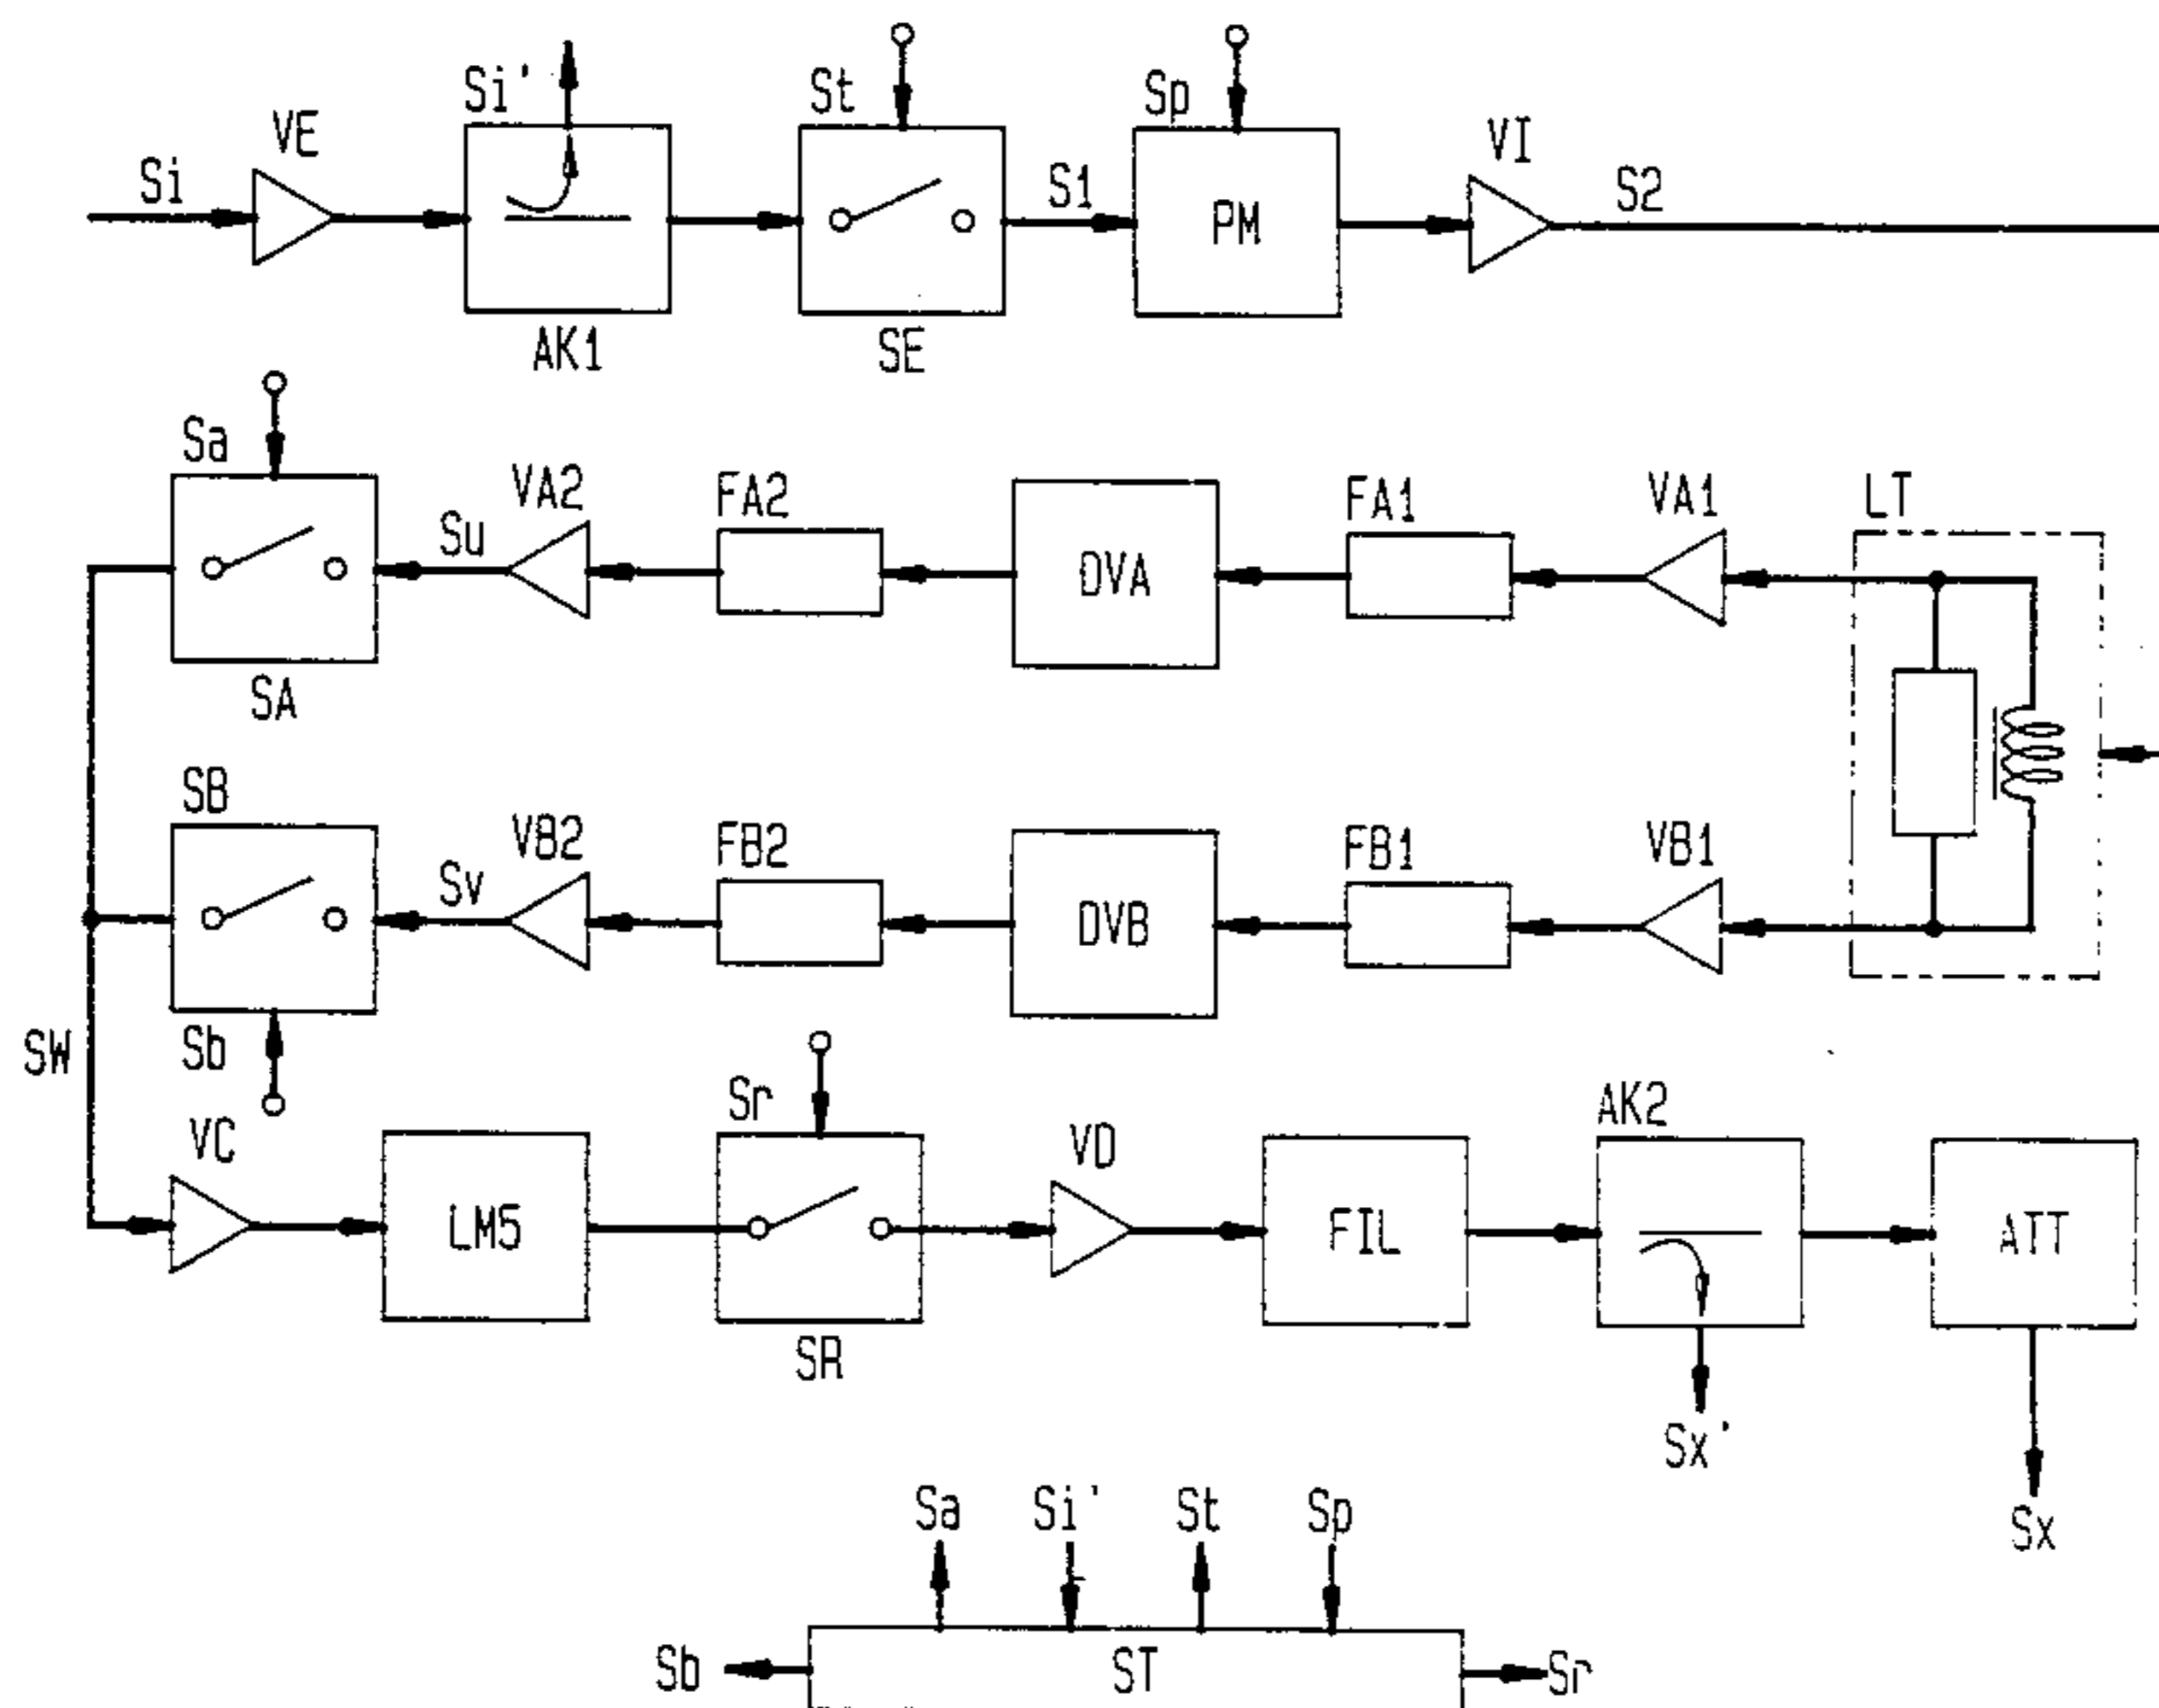 Si'
St
Sp
VE
VI
Si
S1
PM
S2
AK1
SE
Sa
VA2
FA2
FA1
VA1
LT
Su
DVA
SA
SB
VB2
FB2
FB1
VB1
Sv
DVB
SW
Sb
Sr
AK2
VC
VD
LM5
FIL
ATT
SR
Sx'
Sa
Si'
St
Sp
Sx
Sb
ST
Sr